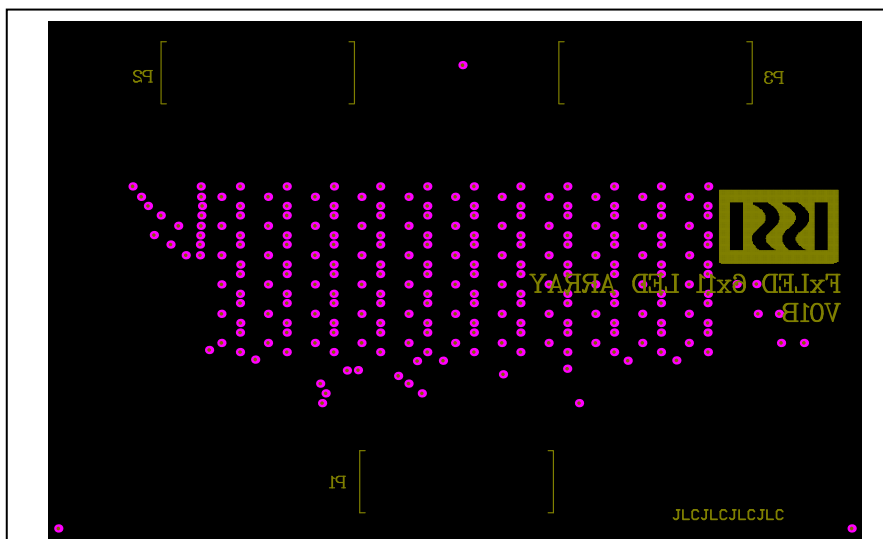 P2
P3
ISSI
FxLED 6x11 LED ARRAY
V01B
P1
JLCJLCJLCJLC